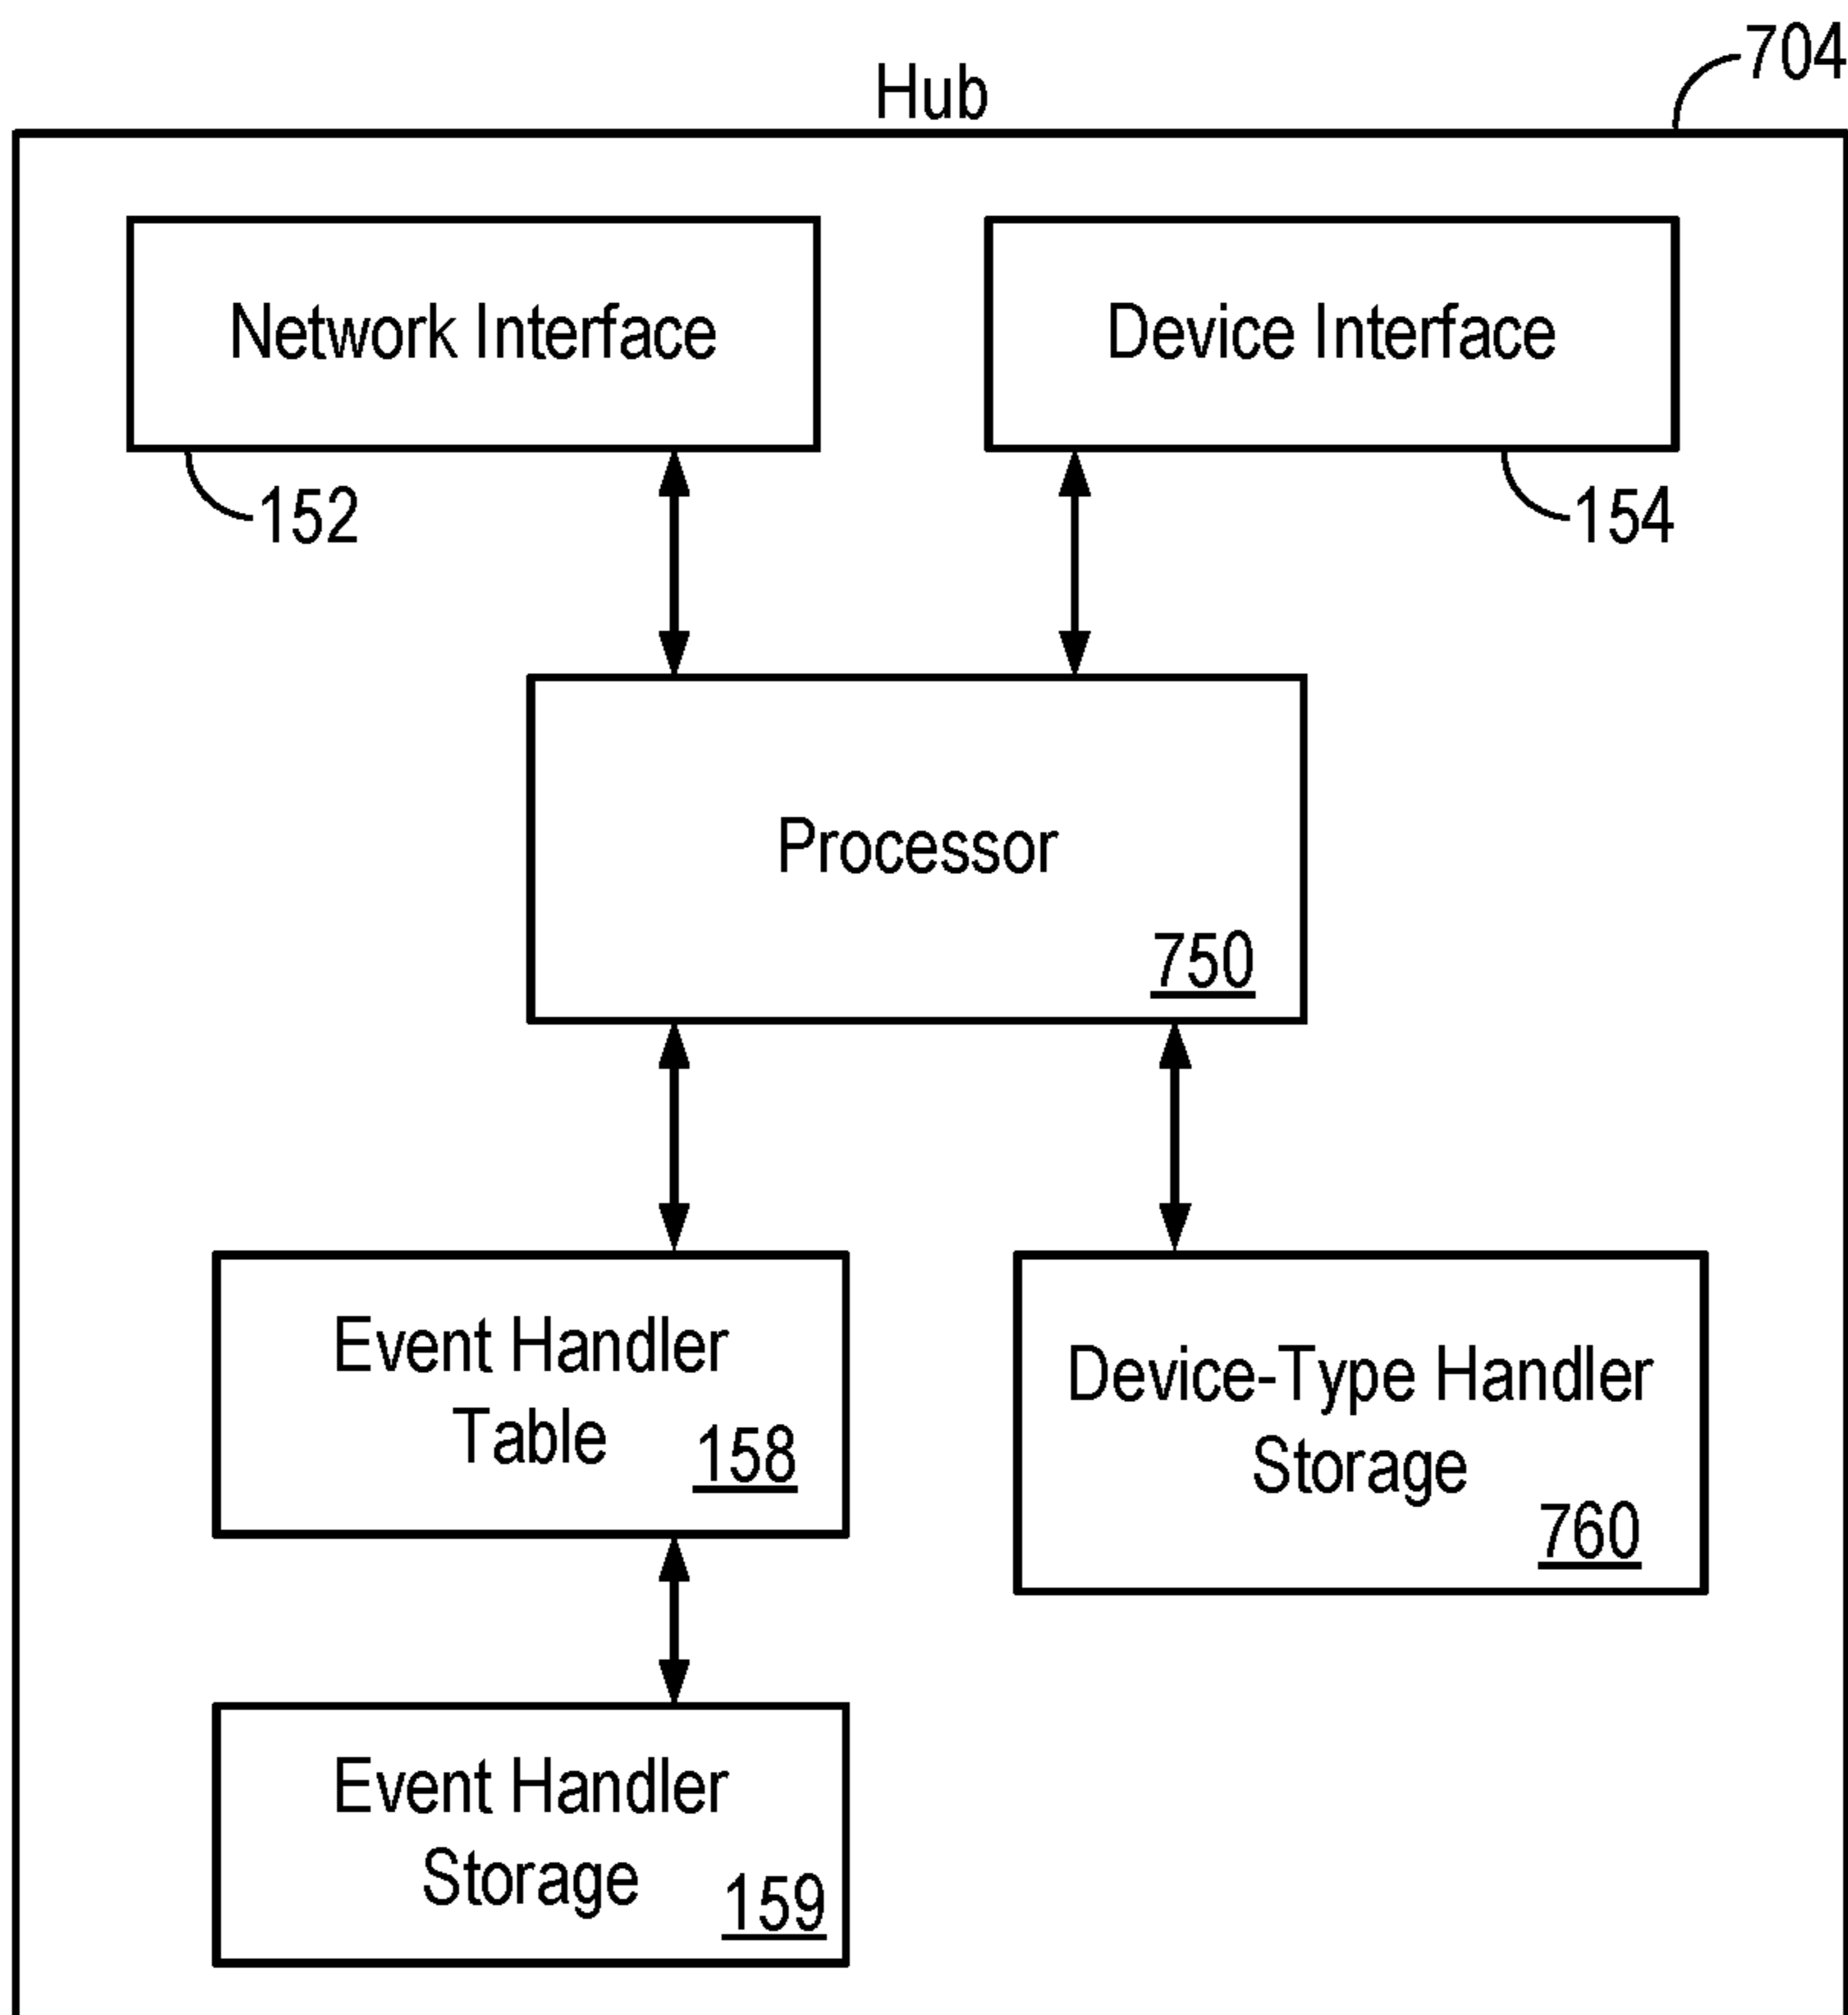 704
Hub
Network Interface
Device Interface
152
154
Processor
750
Event Handler
Table
158
Device-Type Handler
Storage
760
Event Handler
Storage
159